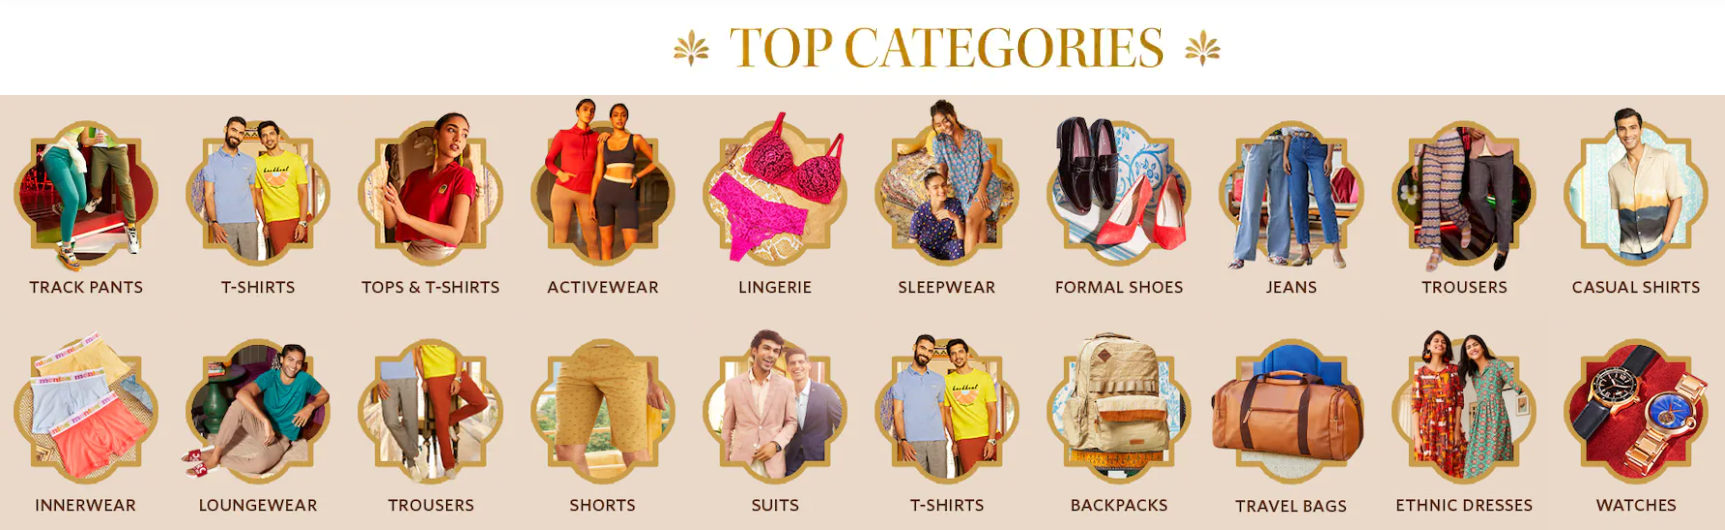 TOP CATEGORIES
TRACK PANTS
T-SHIRTS
TOPS & T-SHIRTS
ACTIVEWEAR
LINGERIE
SLEEPWEAR
FORMAL SHOES
JEANS
TROUSERS
CASUAL SHIRTS
INNERWEAR
LOUNGEWEAR
TROUSERS
SHORTS
SUITS
T-SHIRTS
BACKPACKS
TRAVEL BAGS
ETHNIC DRESSES
WATCHES